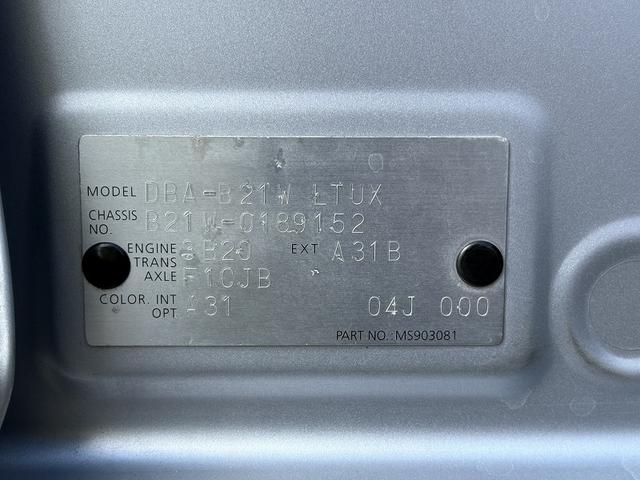 MODEL DBA-B21W LTUX
CHASSIS NO. B21W-0189152
ENGINE 3B20 EXT A31B
TRANS AXLE F1CJB
COLOR. INT A31
OPT. 04J 000
PART NO.:MS903081